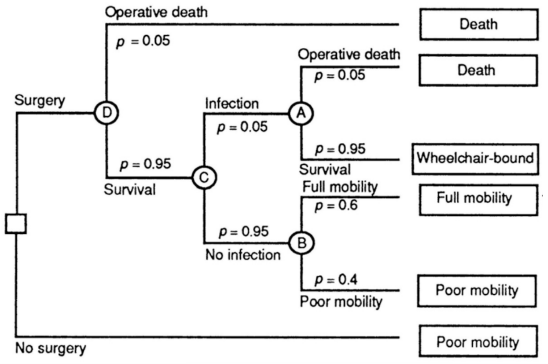 Operative death
Death
p = 0.05
Operative death
p = 0.05
Death
Surgery
D
Infection
A
p = 0.05
p = 0.95
p = 0.95
Wheelchair-bound
Survival
C
Survival
Full mobility
Full mobility
p = 0.6
p = 0.95
No infection
B
p = 0.4
Poor mobility
Poor mobility
No surgery
Poor mobility